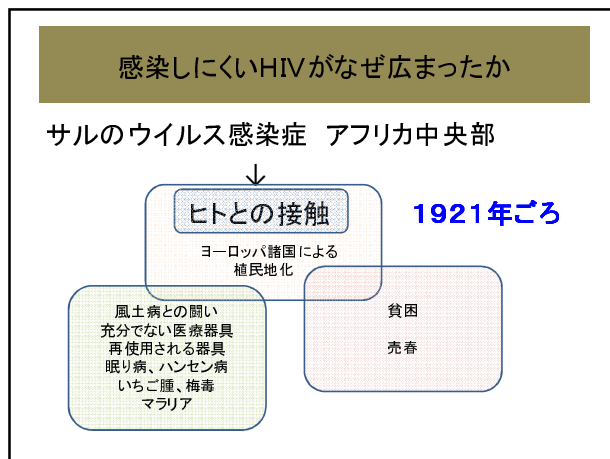 感染しにくいHIVがなぜ広まったか
サルのウイルス感染症　アフリカ中央部
↓
ヒトとの接触
1921年ごろ
ヨーロッパ諸国による
植民地化
風土病との闘い
充分でない医療器具
再使用される器具
眠り病、ハンセン病
いちご腫、梅毒
マラリア
貧困
売春